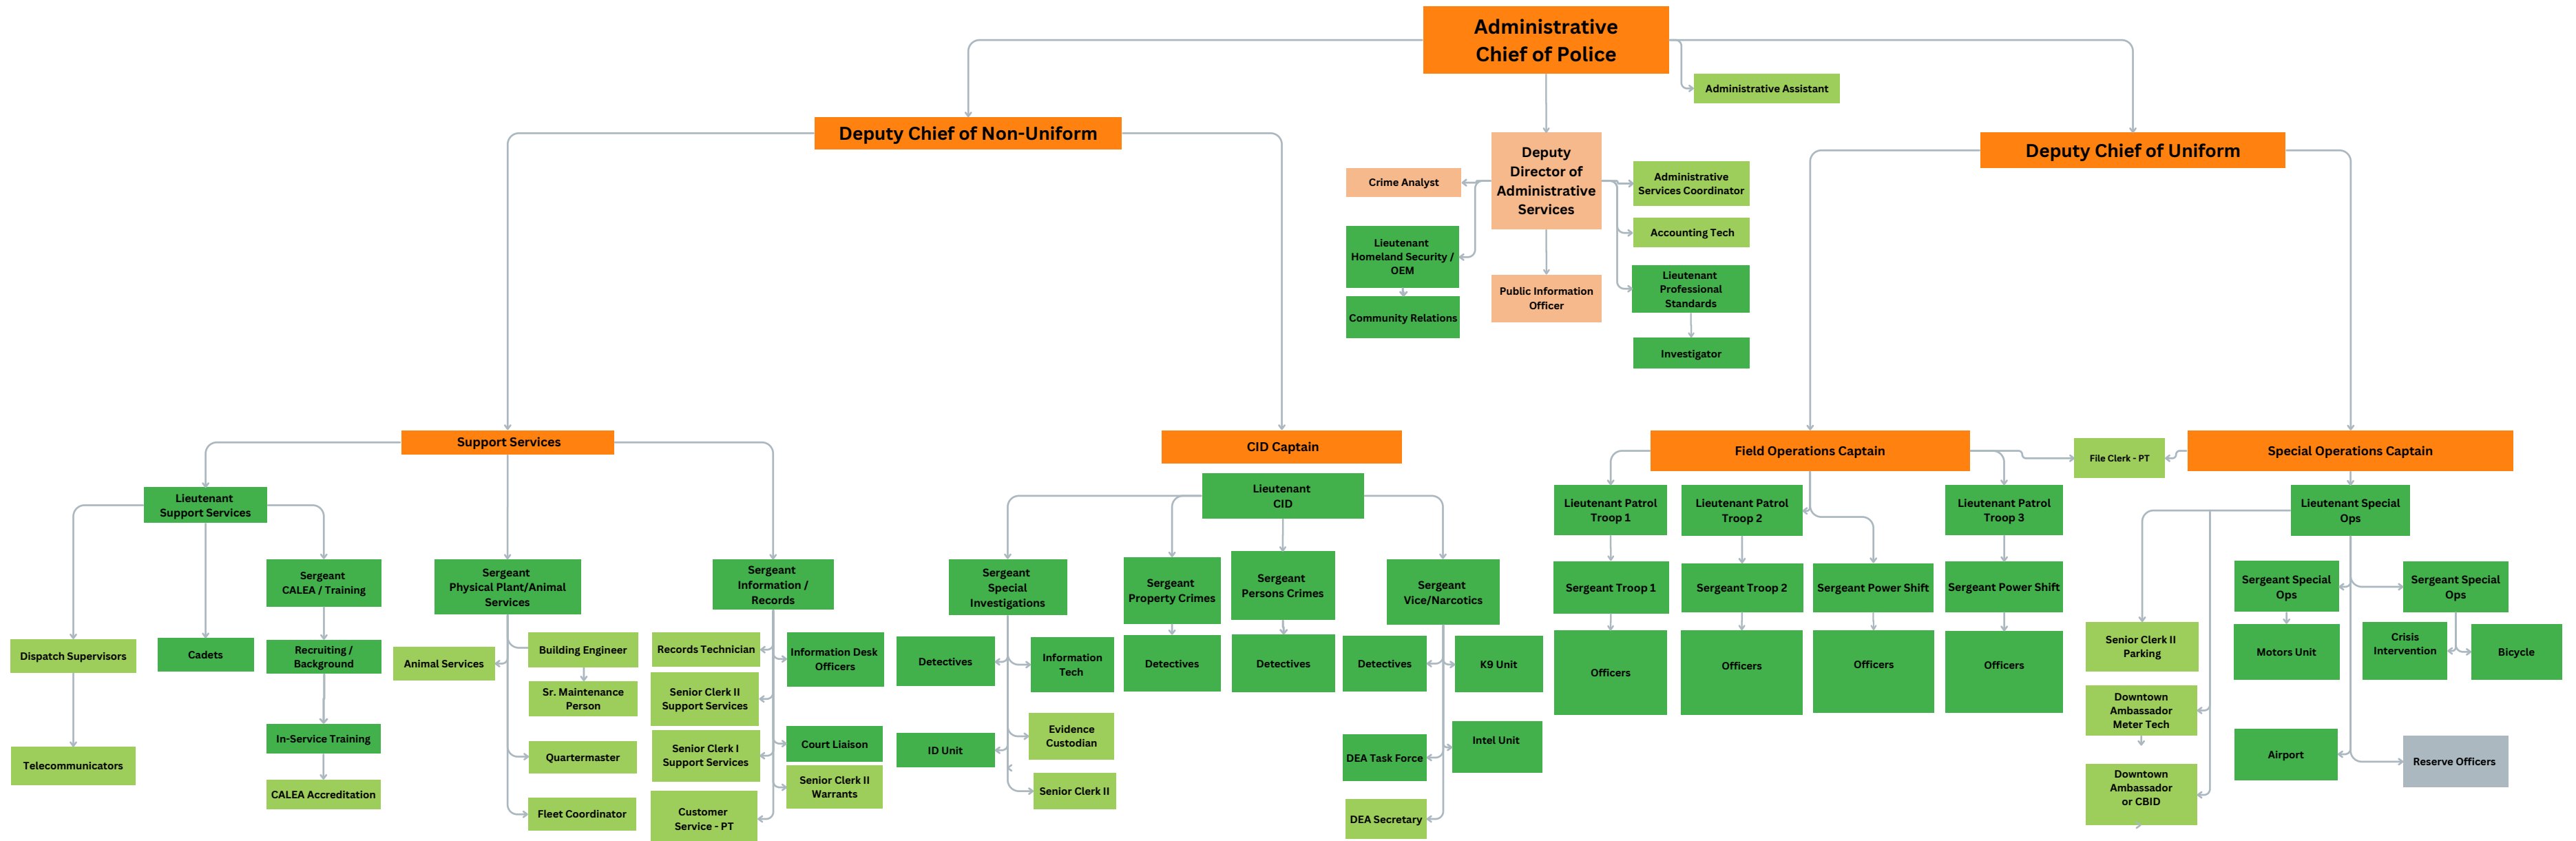 Administrative
Chief of Police
Administrative Assistant
Deputy Chief of Non-Uniform
Deputy
Director of
Administrative
Services
Deputy Chief of Uniform
Crime Analyst
Administrative
Services Coordinator
Accounting Tech
Lieutenant
Homeland Security /
OEM
Lieutenant
Professional
Standards
Public Information
Officer
Community Relations
Investigator
Support Services
CID Captain
Field Operations Captain
File Clerk - PT
Special Operations Captain
Lieutenant
Support Services
Lieutenant
CID
Lieutenant Patrol
Troop 1
Lieutenant Patrol
Troop 2
Lieutenant Patrol
Troop 3
Lieutenant Special
Ops
Sergeant
CALEA / Training
Sergeant
Physical Plant/Animal
Services
Sergeant
Information /
Records
Sergeant
Special
Investigations
Sergeant
Property Crimes
Sergeant
Persons Crimes
Sergeant
Vice/Narcotics
Sergeant Troop 1
Sergeant Troop 2
Sergeant Power Shift
Sergeant Power Shift
Sergeant Special
Ops
Sergeant Special
Ops
Dispatch Supervisors
Cadets
Recruiting /
Background
Animal Services
Building Engineer
Sr. Maintenance
Person
Records Technician
Information Desk
Officers
Senior Clerk II
Support Services
Detectives
Information
Tech
Detectives
Detectives
Detectives
K9 Unit
Officers
Officers
Officers
Officers
Senior Clerk II
Parking
Motors Unit
Crisis
Intervention
Bicycle
Downtown
Ambassador
Meter Tech
In-Service Training
Telecommunicators
CALEA Accreditation
Quartermaster
Fleet Coordinator
Senior Clerk I
Support Services
Court Liaison
Senior Clerk II
Warrants
Customer
Service - PT
ID Unit
Evidence
Custodian
Senior Clerk II
DEA Task Force
Intel Unit
DEA Secretary
Downtown
Ambassador
or CBID
Airport
Reserve Officers